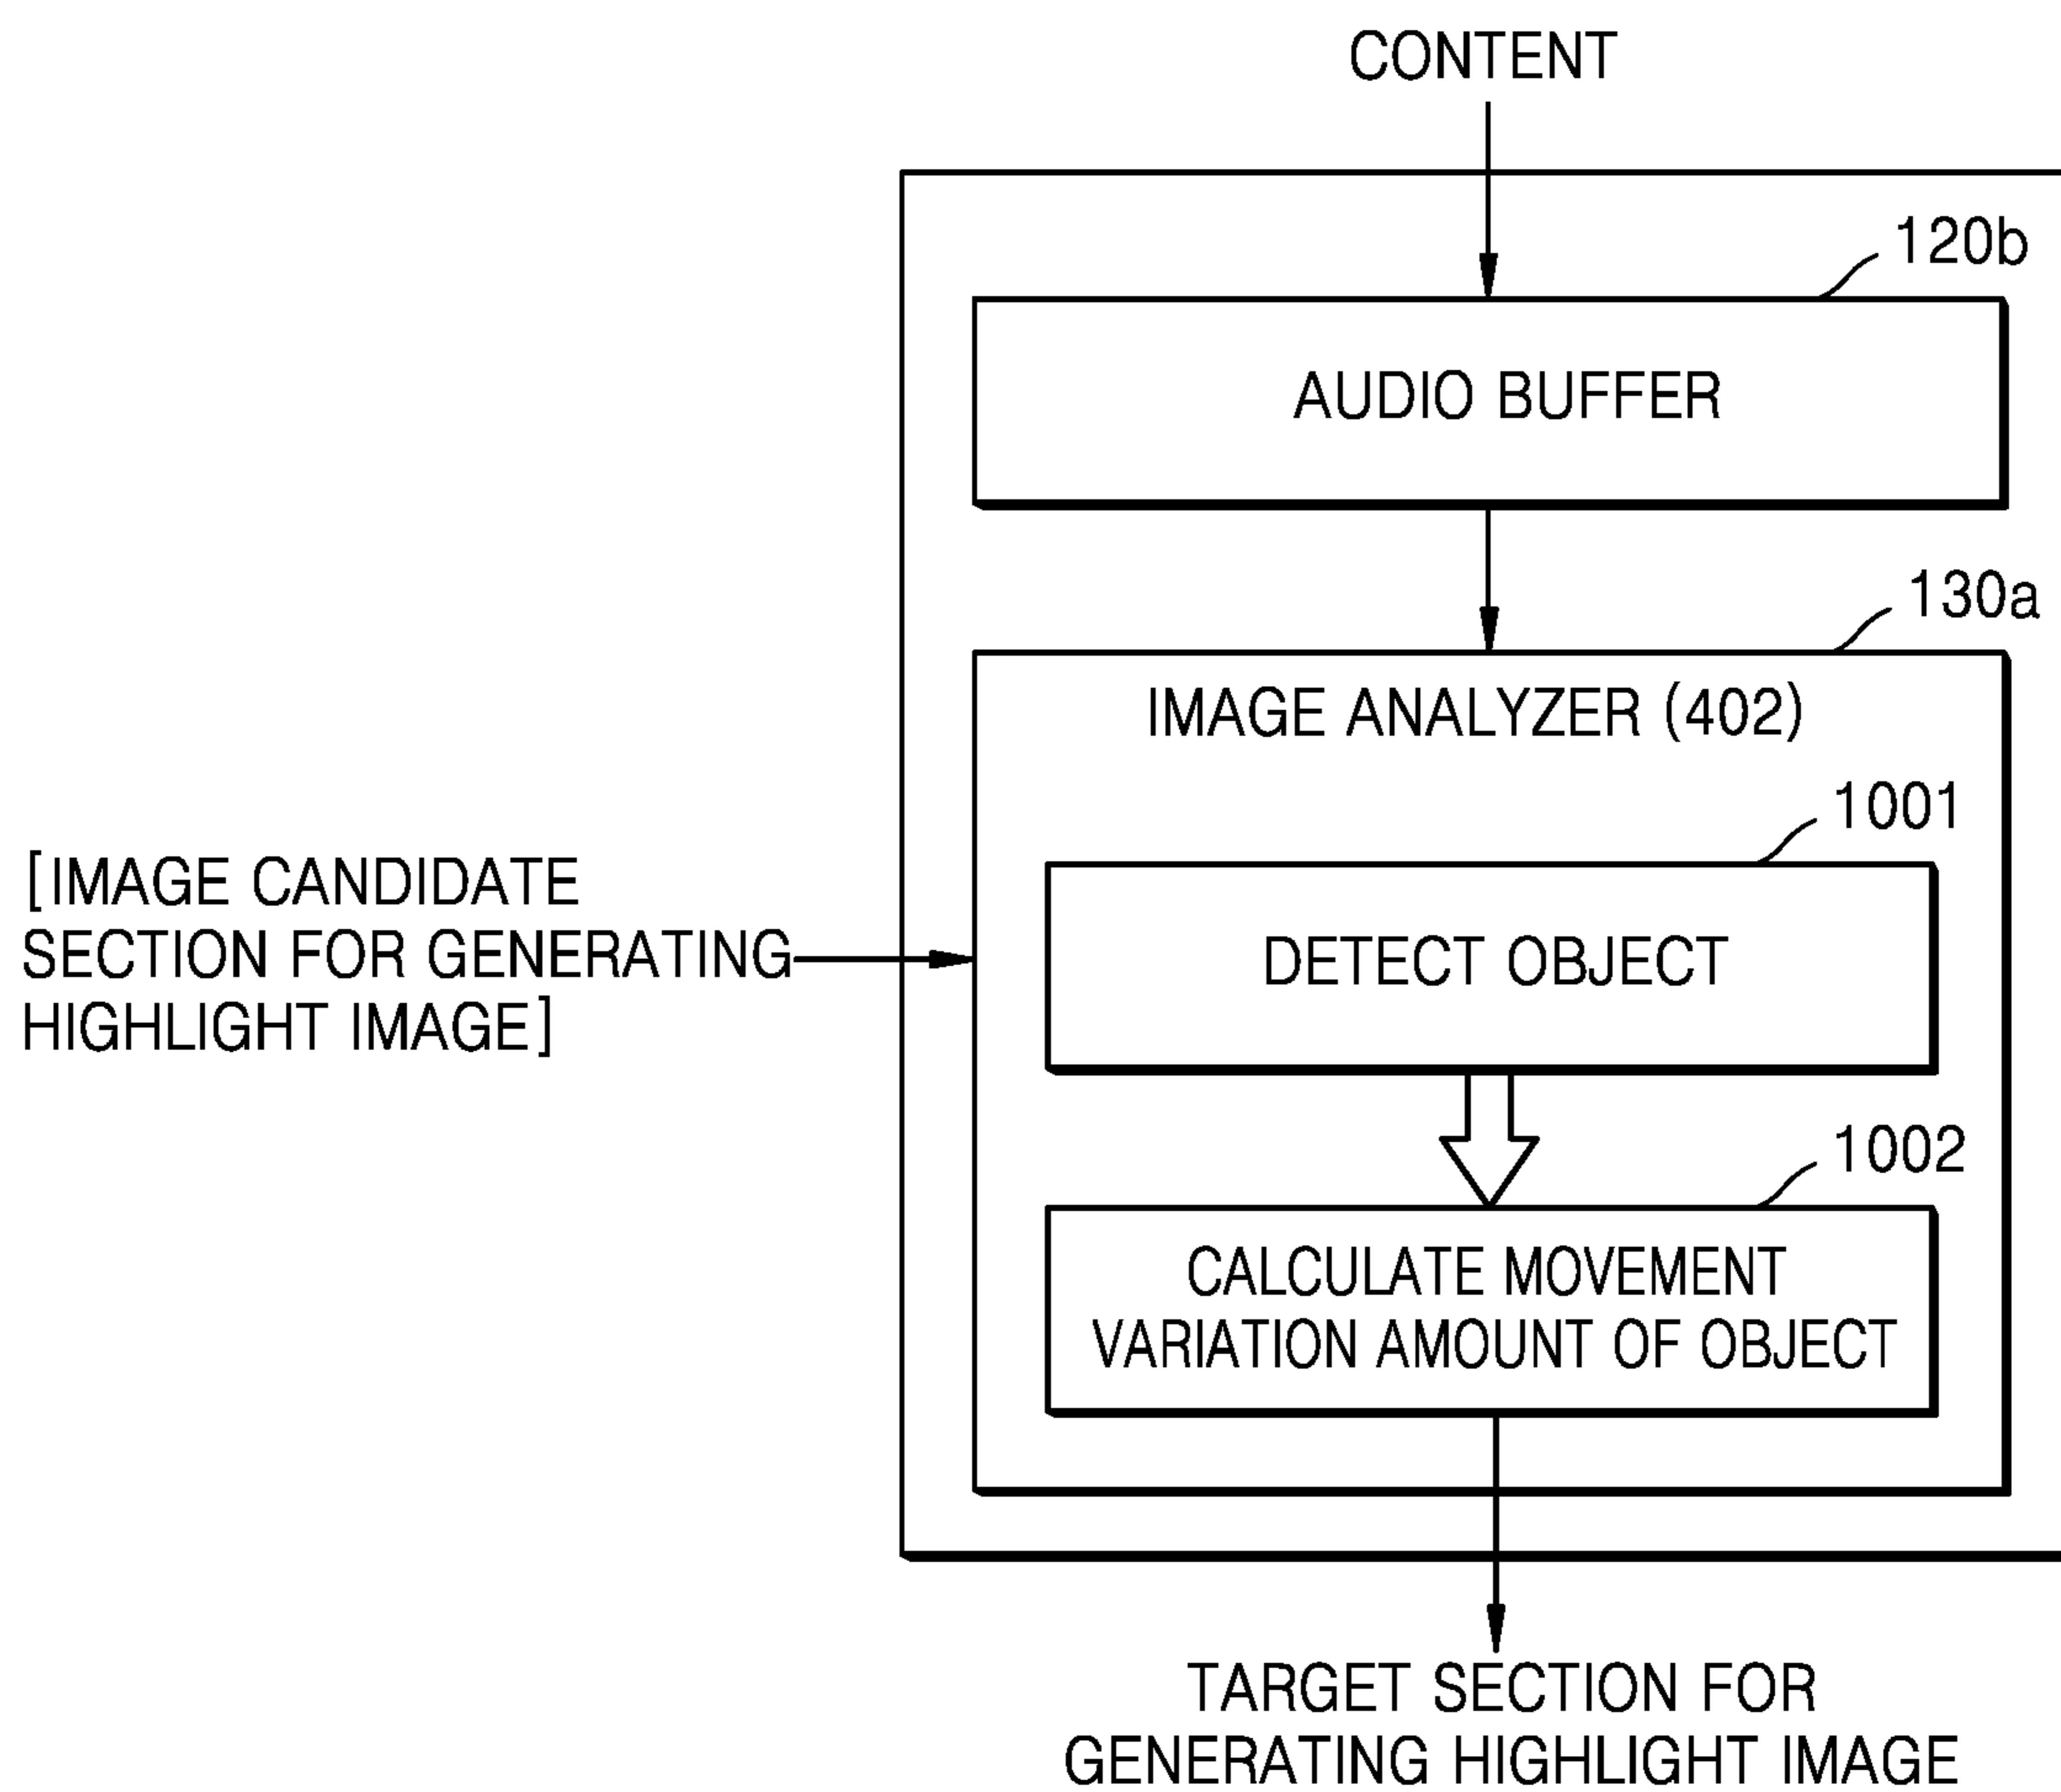 CONTENT
120b
AUDIO BUFFER
130a
IMAGE ANALYZER (402)
1001
[IMAGE CANDIDATE
SECTION FOR GENERATING
HIGHLIGHT IMAGE]
DETECT OBJECT
1002
CALCULATE MOVEMENT
VARIATION AMOUNT OF OBJECT
TARGET SECTION FOR
GENERATING HIGHLIGHT IMAGE